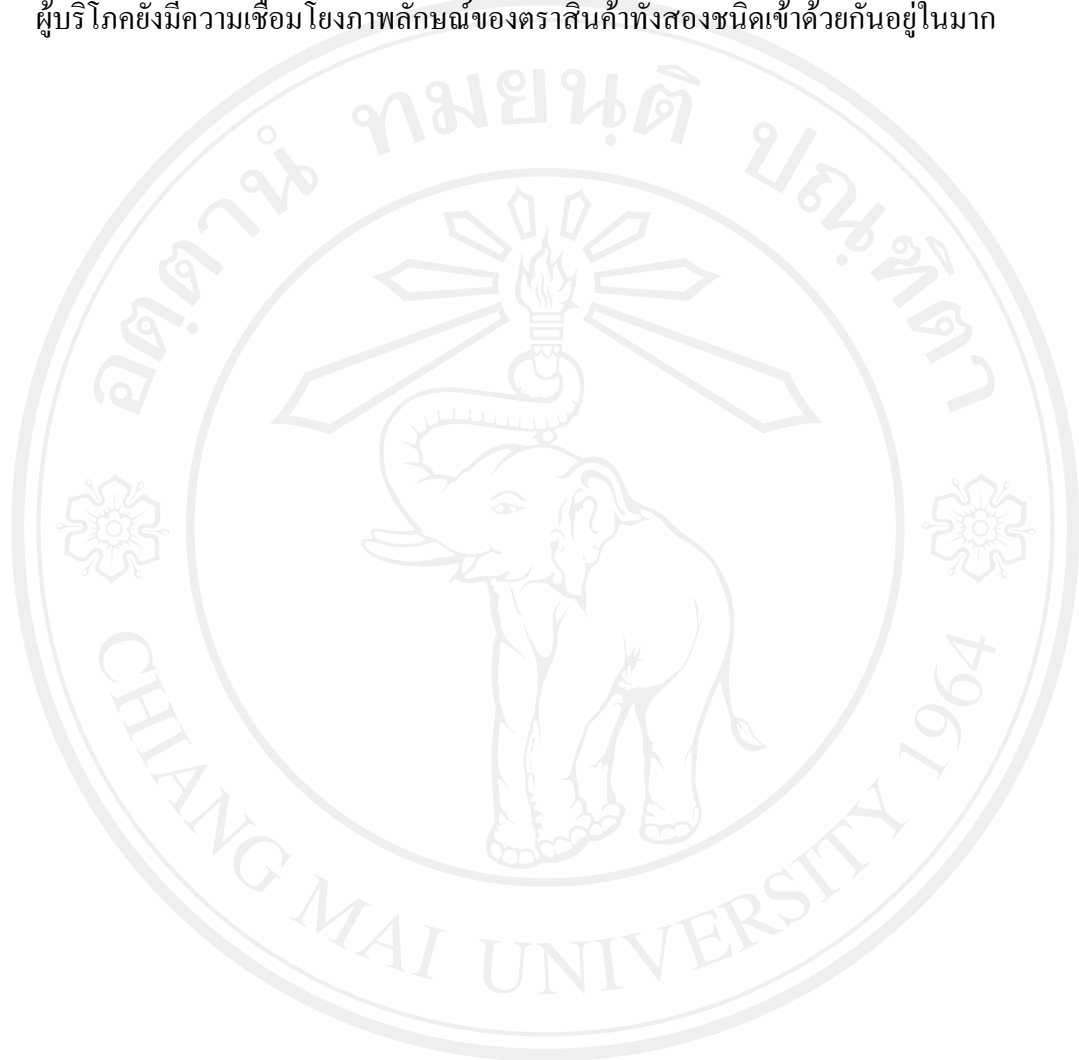 ผู้บริโภคยังมีความเชื่อมโยงภาพลักษณ์ของตราสินค้าทั้งสองชนิดเข้าด้วยกันอยู่ในมาก
อตฺตานํ ทมยนฺติ ปณฺฑิตา
CHIANG MAI UNIVERSITY 1964